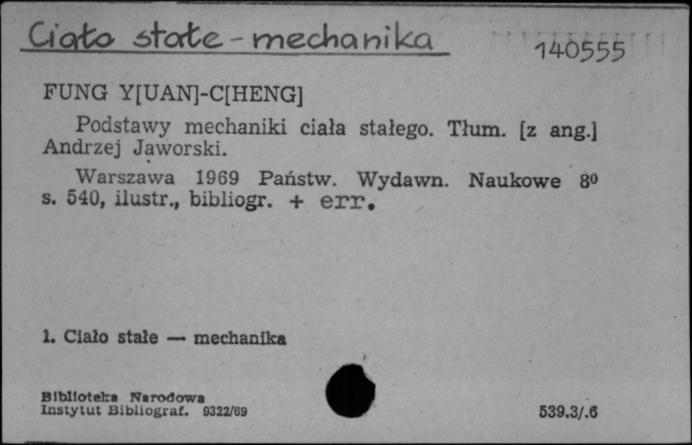 Ciało stałe - mechanika
140555
FUNG Y[UAN]-C[HENG]
Podstawy mechaniki ciała stałego. Tłum. [z ang.]
Andrzej Jaworski.
Warszawa 1969 Państw. Wydawn. Naukowe 8º
s. 540, ilustr., bibliogr. + err.
1. Ciało stałe — mechanika
Biblioteka Narodowa
Instytut Bibliograf. 9322/69
539.3/.6